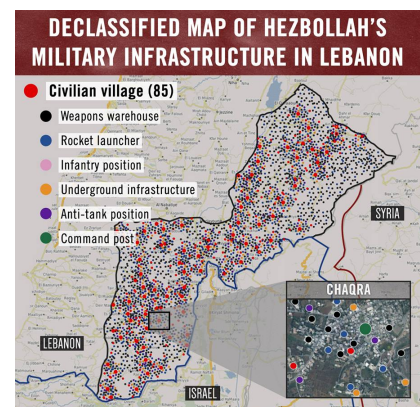 DECLASSIFIED MAP OF HEZBOLLAH'S
MILITARY INFRASTRUCTURE IN LEBANON
Civilian village (85)
Weapons warehouse
Rocket launcher
Infantry position
Underground infrastructure
Anti-tank position
Command post
SYRIA
CHAQRA
LEBANON
ISRAEL